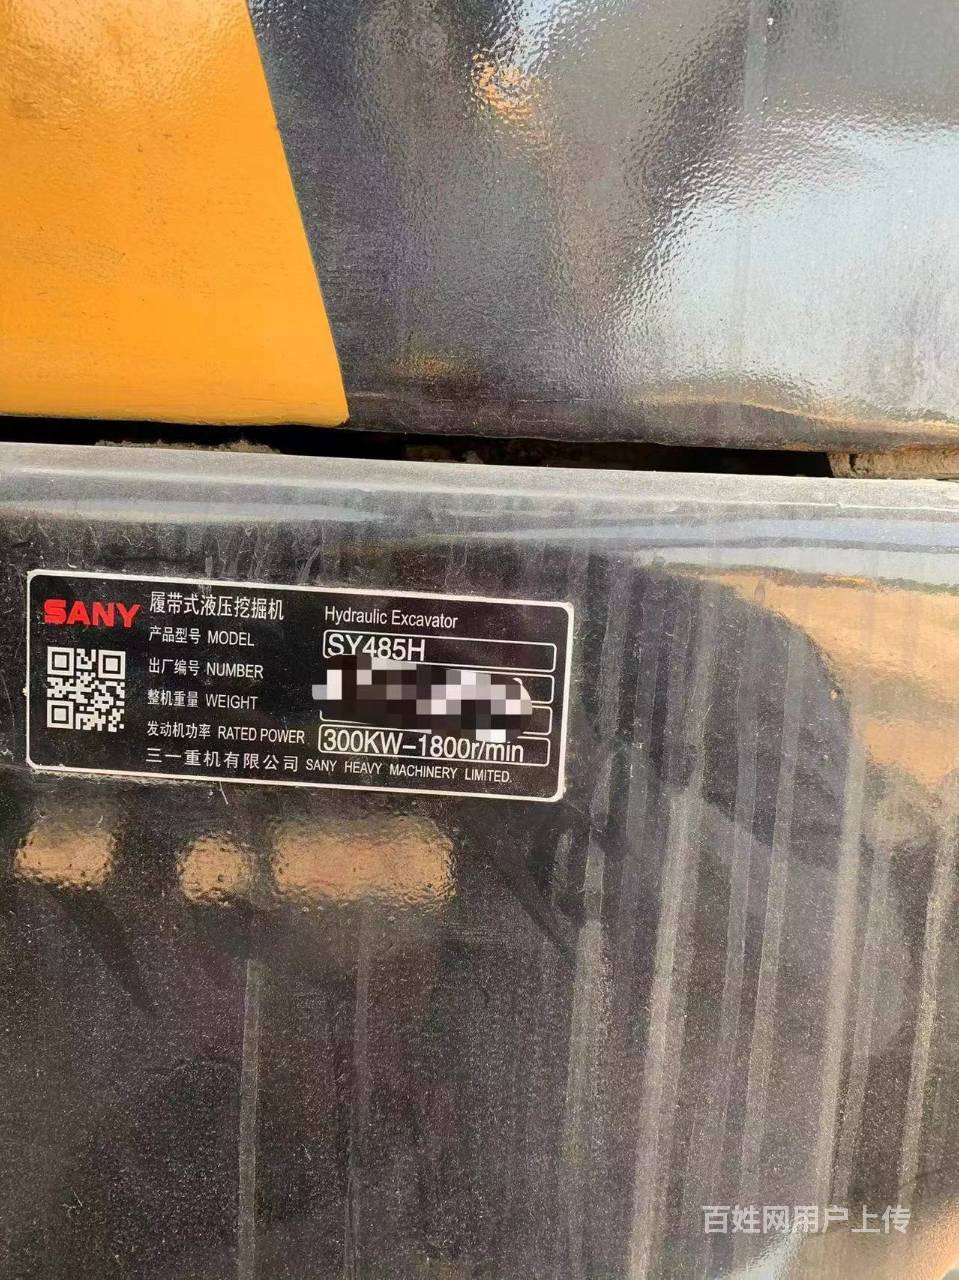 SANY 履带式液压挖掘机 Hydraulic Excavator
产品型号 MODEL SY485H
出厂编号 NUMBER
整机重量 WEIGHT
发动机功率 RATED POWER 300KW-1800r/min
三一重机有限公司 SANY HEAVY MACHINERY LIMITED.
百姓网用户上传